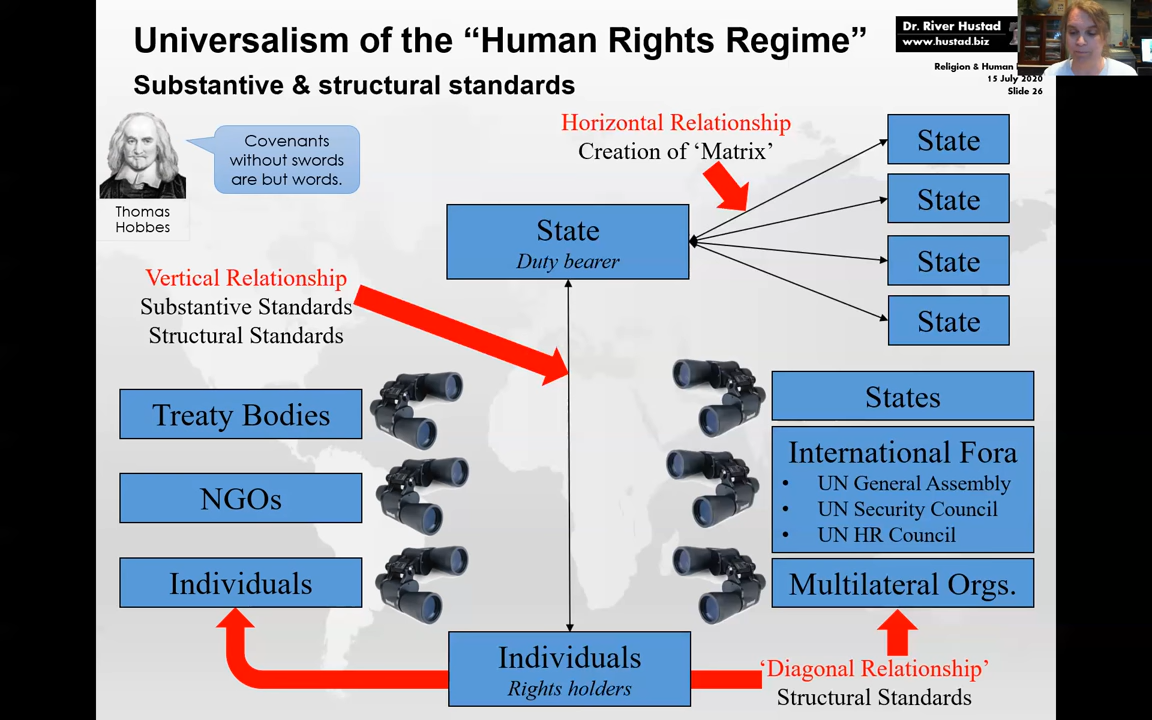 Universalism of the “Human Rights Regime”
Substantive & structural standards
Dr. River Hustad
www.hustad.biz
Religion & Human
15 July 2020
Slide 26
Covenants
without swords
are but words.
Thomas
Hobbes
Horizontal Relationship
Creation of ‘Matrix’
State
State
State
State
State
Duty bearer
Vertical Relationship
Substantive Standards
Structural Standards
Treaty Bodies
NGOs
Individuals
States
International Fora
• UN General Assembly
• UN Security Council
• UN HR Council
Multilateral Orgs.
Individuals
Rights holders
‘Diagonal Relationship’
Structural Standards